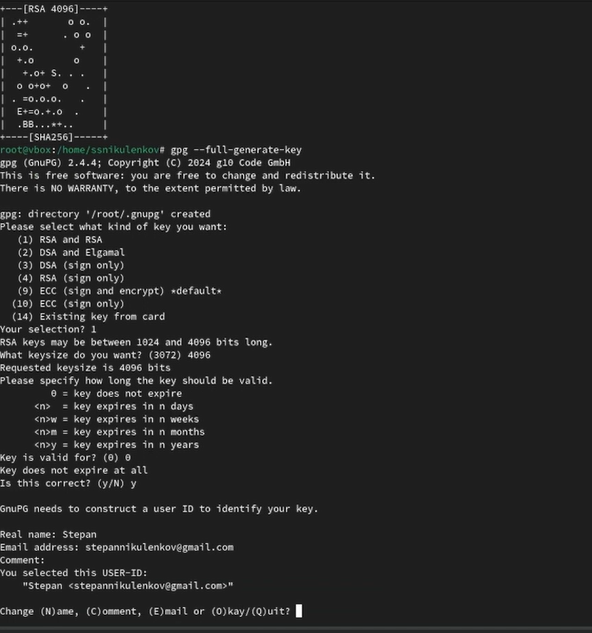 +---[RSA 4096]----+
| .++ o o. |
| =+ . o o |
| o.o. + |
| +.o o |
| +.o+ S. . . |
| o o+o+ o . |
| . =o.o.o. . |
| E+=o.+.o . |
| .BB...*+.. |
+----[SHA256]-----+
root@vbox:/home/ssnikulenkov# gpg --full-generate-key
gpg (GnuPG) 2.4.4; Copyright (C) 2024 g10 Code GmbH
This is free software: you are free to change and redistribute it.
There is NO WARRANTY, to the extent permitted by law.
gpg: directory '/root/.gnupg' created
Please select what kind of key you want:
(1) RSA and RSA
(2) DSA and Elgamal
(3) DSA (sign only)
(4) RSA (sign only)
(9) ECC (sign and encrypt) *default*
(10) ECC (sign only)
(14) Existing key from card
Your selection? 1
RSA keys may be between 1024 and 4096 bits long.
What keysize do you want? (3072) 4096
Requested keysize is 4096 bits
Please specify how long the key should be valid.
0 = key does not expire
<n> = key expires in n days
<n>w = key expires in n weeks
<n>m = key expires in n months
<n>y = key expires in n years
Key is valid for? (0) 0
Key does not expire at all
Is this correct? (y/N) y
GnuPG needs to construct a user ID to identify your key.
Real name: Stepan
Email address: stepannikulenkov@gmail.com
Comment:
You selected this USER-ID:
"Stepan <stepannikulenkov@gmail.com>"
Change (N)ame, (C)omment, (E)mail or (O)kay/(Q)uit?